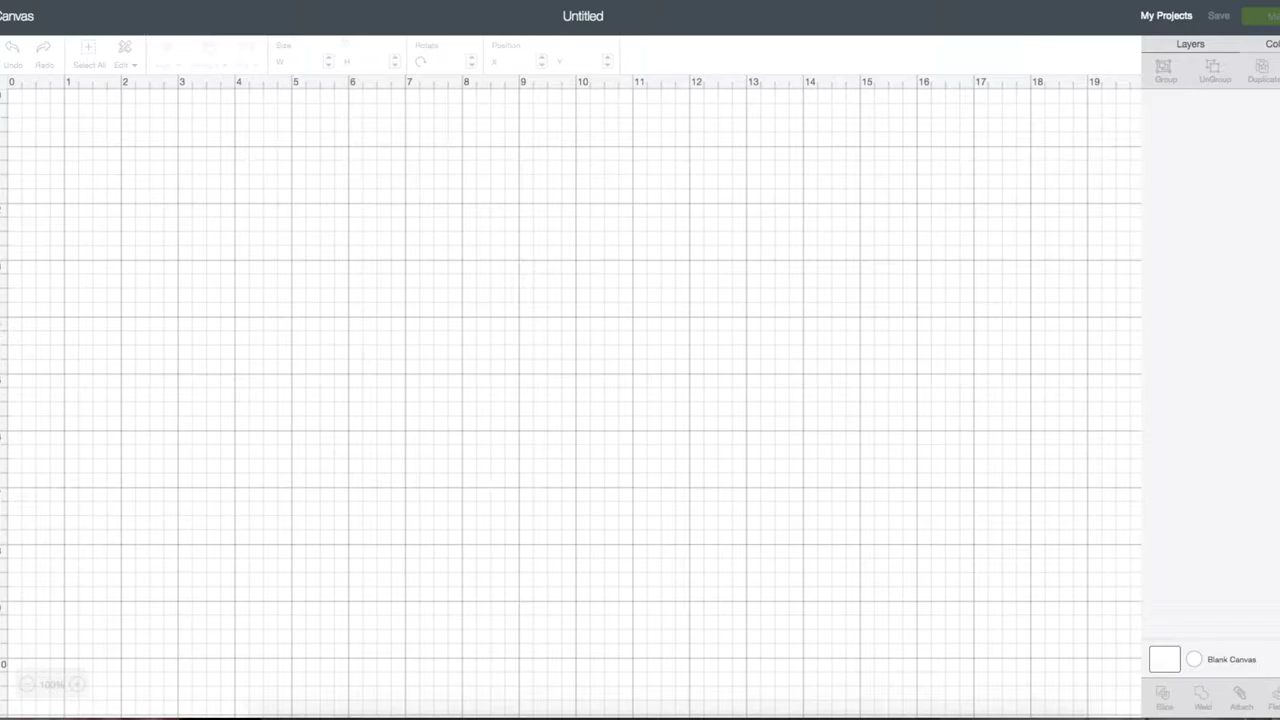 Canvas
Untitled
My Projects Save
Undo Redo Select All Edit Size W H Rotate Position X Y
Layers
Group UnGroup
0 1 2 3 4 5 6 7 8 9 10 11 12 13 14 15 16 17 18 19
100%
Blank Canvas
Slice Weld Attach